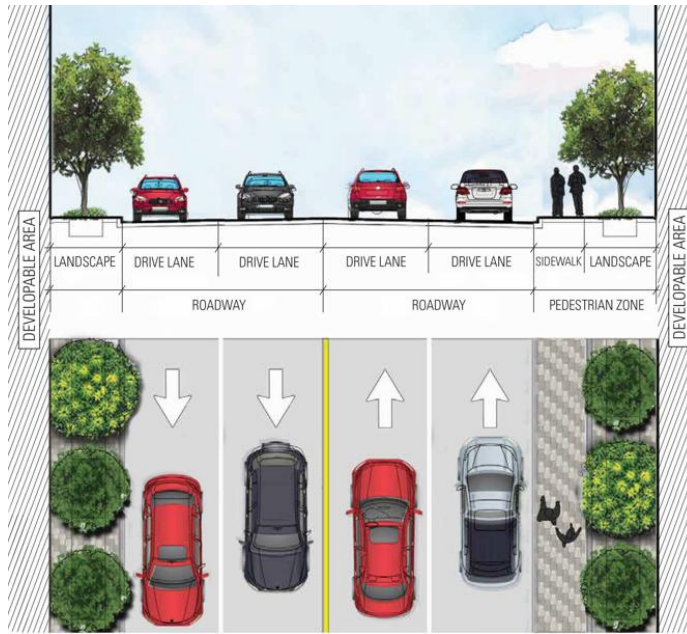 DEVELOPABLE AREA
LANDSCAPE
DRIVE LANE
DRIVE LANE
DRIVE LANE
DRIVE LANE
SIDEWALK
LANDSCAPE
ROADWAY
ROADWAY
PEDESTRIAN ZONE
DEVELOPABLE AREA